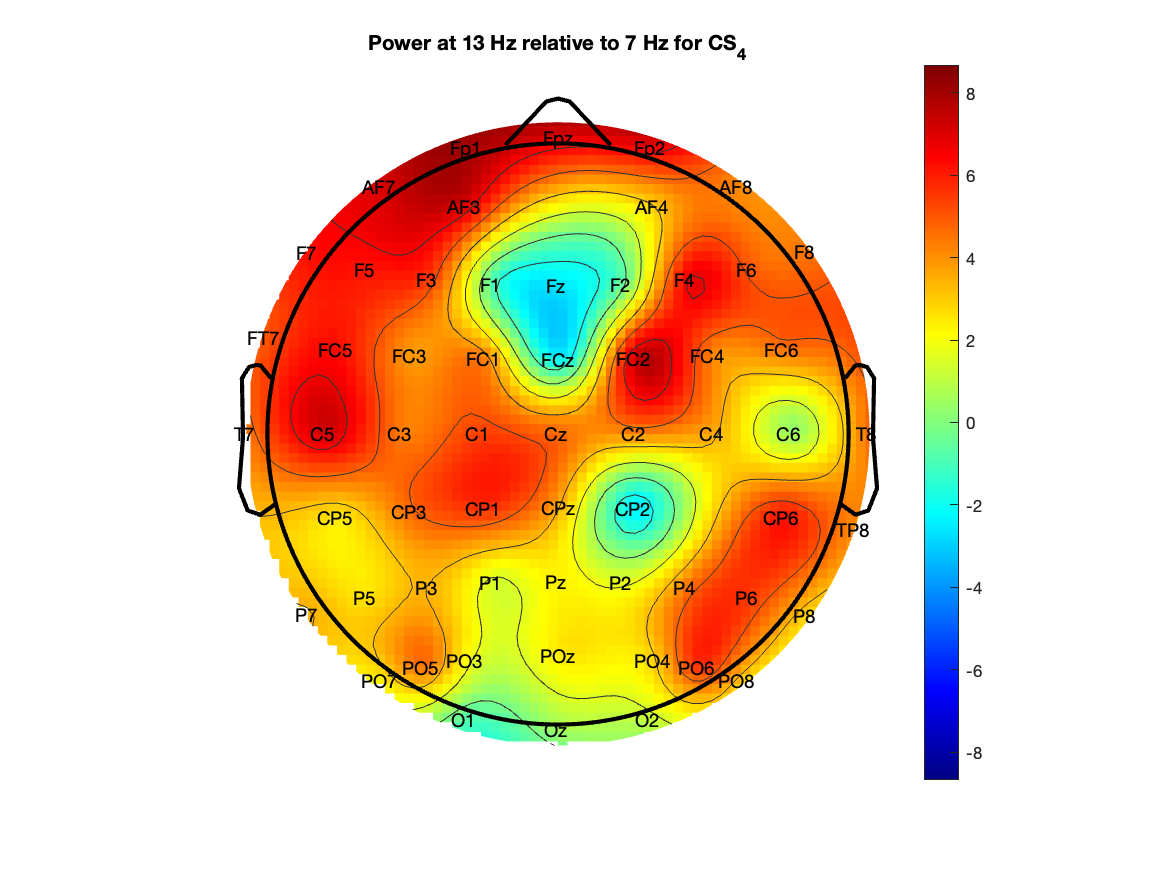 Power at 13 Hz relative to 7 Hz for CS4
Fp1 Fpz Fp2
AF7 AF8
AF3 AF4
F7 F8
F5 F3 F1 Fz F2 F4 F6
FT7
FC5 FC3 FC1 FCz FC2 FC4 FC6
T7 C5 C3 C1 Cz C2 C4 C6 T8
CP5 CP3 CP1 CPz CP2 CP6 TP8
P7 P5 P3 P1 Pz P2 P4 P6 P8
PO7 PO5 PO3 POz PO4 PO6 PO8
O1 Oz O2
8
6
4
2
0
-2
-4
-6
-8